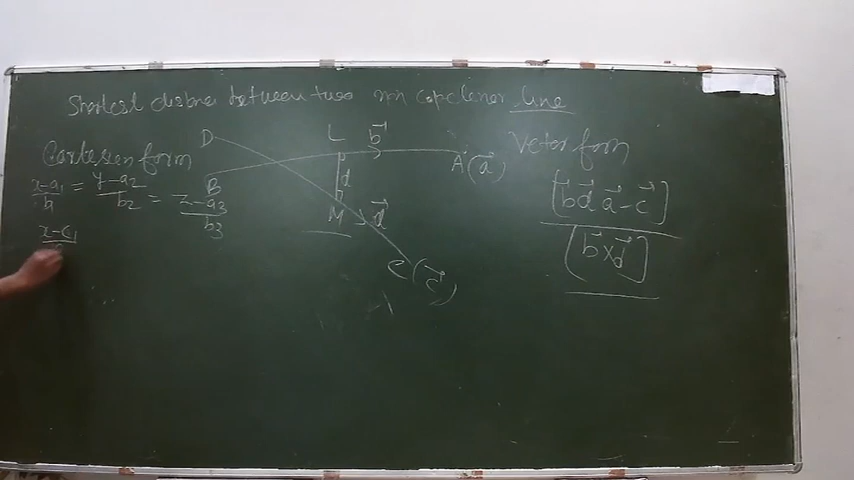 Shortest distance between two non coplanar line
Cartesian form
x-a₁/b₁ = y-a₂/b₂ = z-a₃/b₃
x-c₁
D
B
L
b⃗
A(a⃗)
d
M
d⃗
C(c⃗)
Vector form
[b⃗ d⃗ a⃗-c⃗]
(b⃗×d⃗]